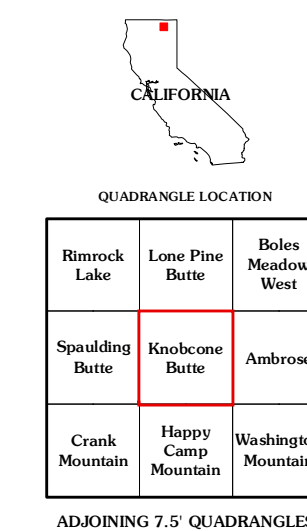 CALIFORNIA
QUADRANGLE LOCATION
Rimrock
Lake
Lone Pine
Butte
Boles
Meadow
West
Spaulding
Butte
Knobcone
Butte
Ambrose
Crank
Mountain
Happy
Camp
Mountain
Washingto
Mountain
ADJOINING 7.5' QUADRANGLES